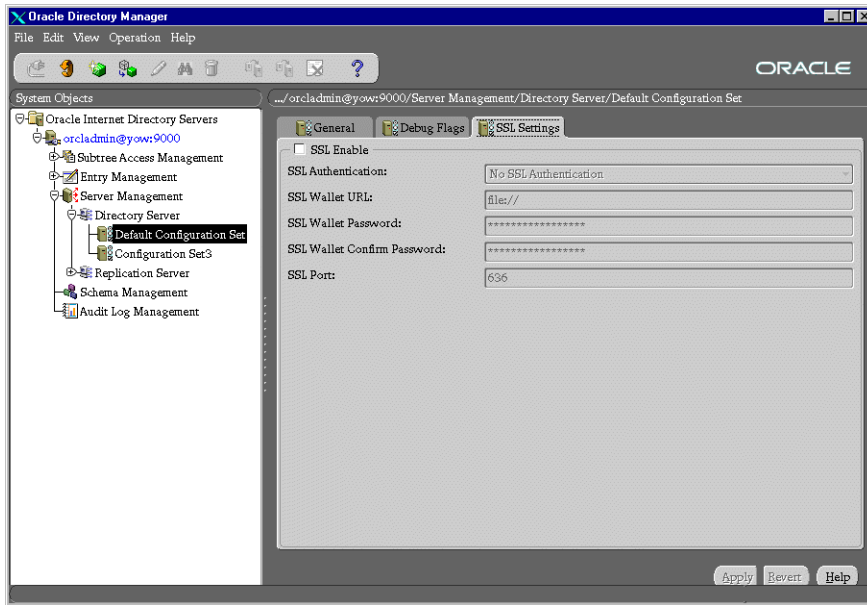 Oracle Directory Manager
File Edit View Operation Help
ORACLE
System Objects
.../orcladmin@yow:9000/Server Management/Directory Server/Default Configuration Set
Oracle Internet Directory Servers
orcladmin@yow:9000
Subtree Access Management
Entry Management
Server Management
Directory Server
Default Configuration Set
Configuration Set3
Replication Server
Schema Management
Audit Log Management
General Debug Flags SSL Settings
SSL Enable
SSL Authentication: No SSL Authentication
SSL Wallet URL: file://
SSL Wallet Password: *****************
SSL Wallet Confirm Password: *****************
SSL Port: 636
Apply Revert Help